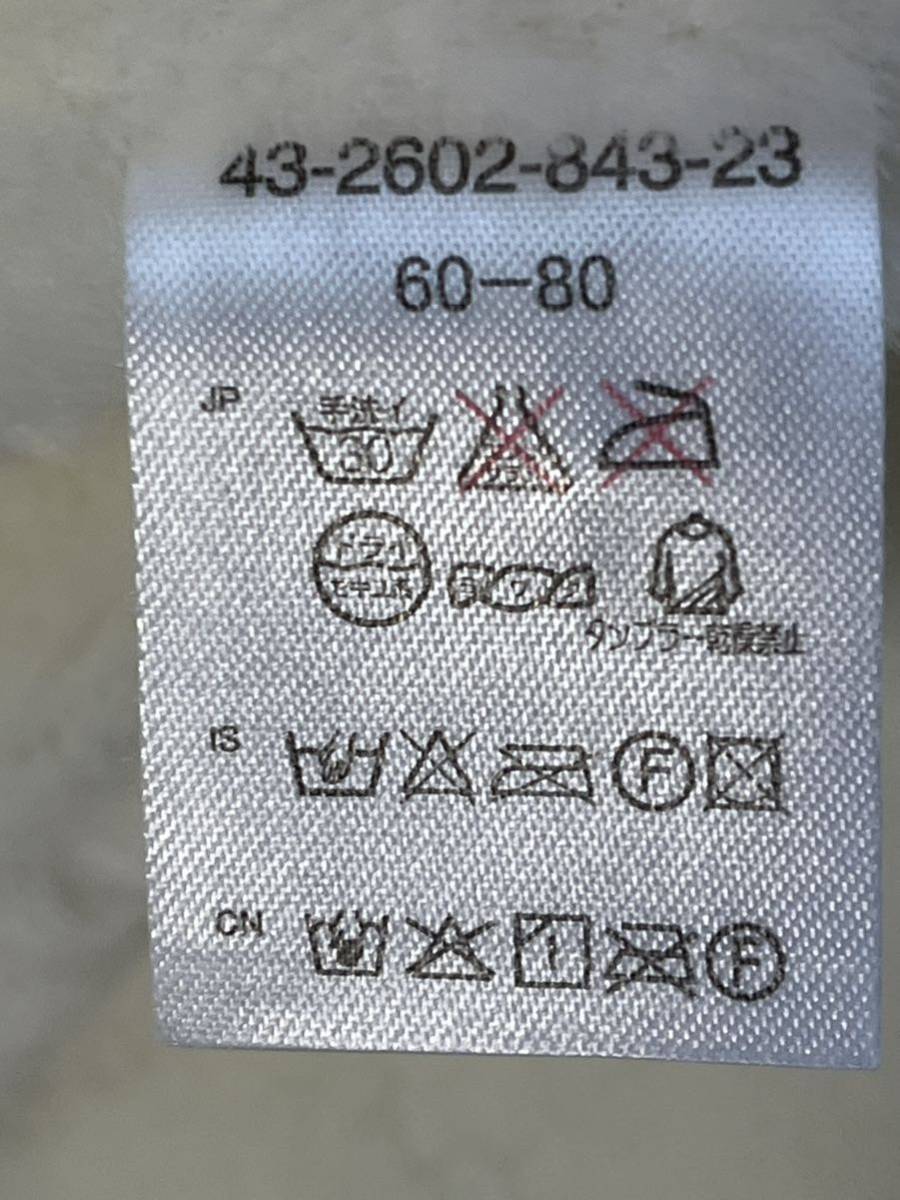 43-2602-843-23
60-80
JP
手洗イ
30
ドライ
セキユ系
タンブラー乾燥禁止
IS
F
CN
F